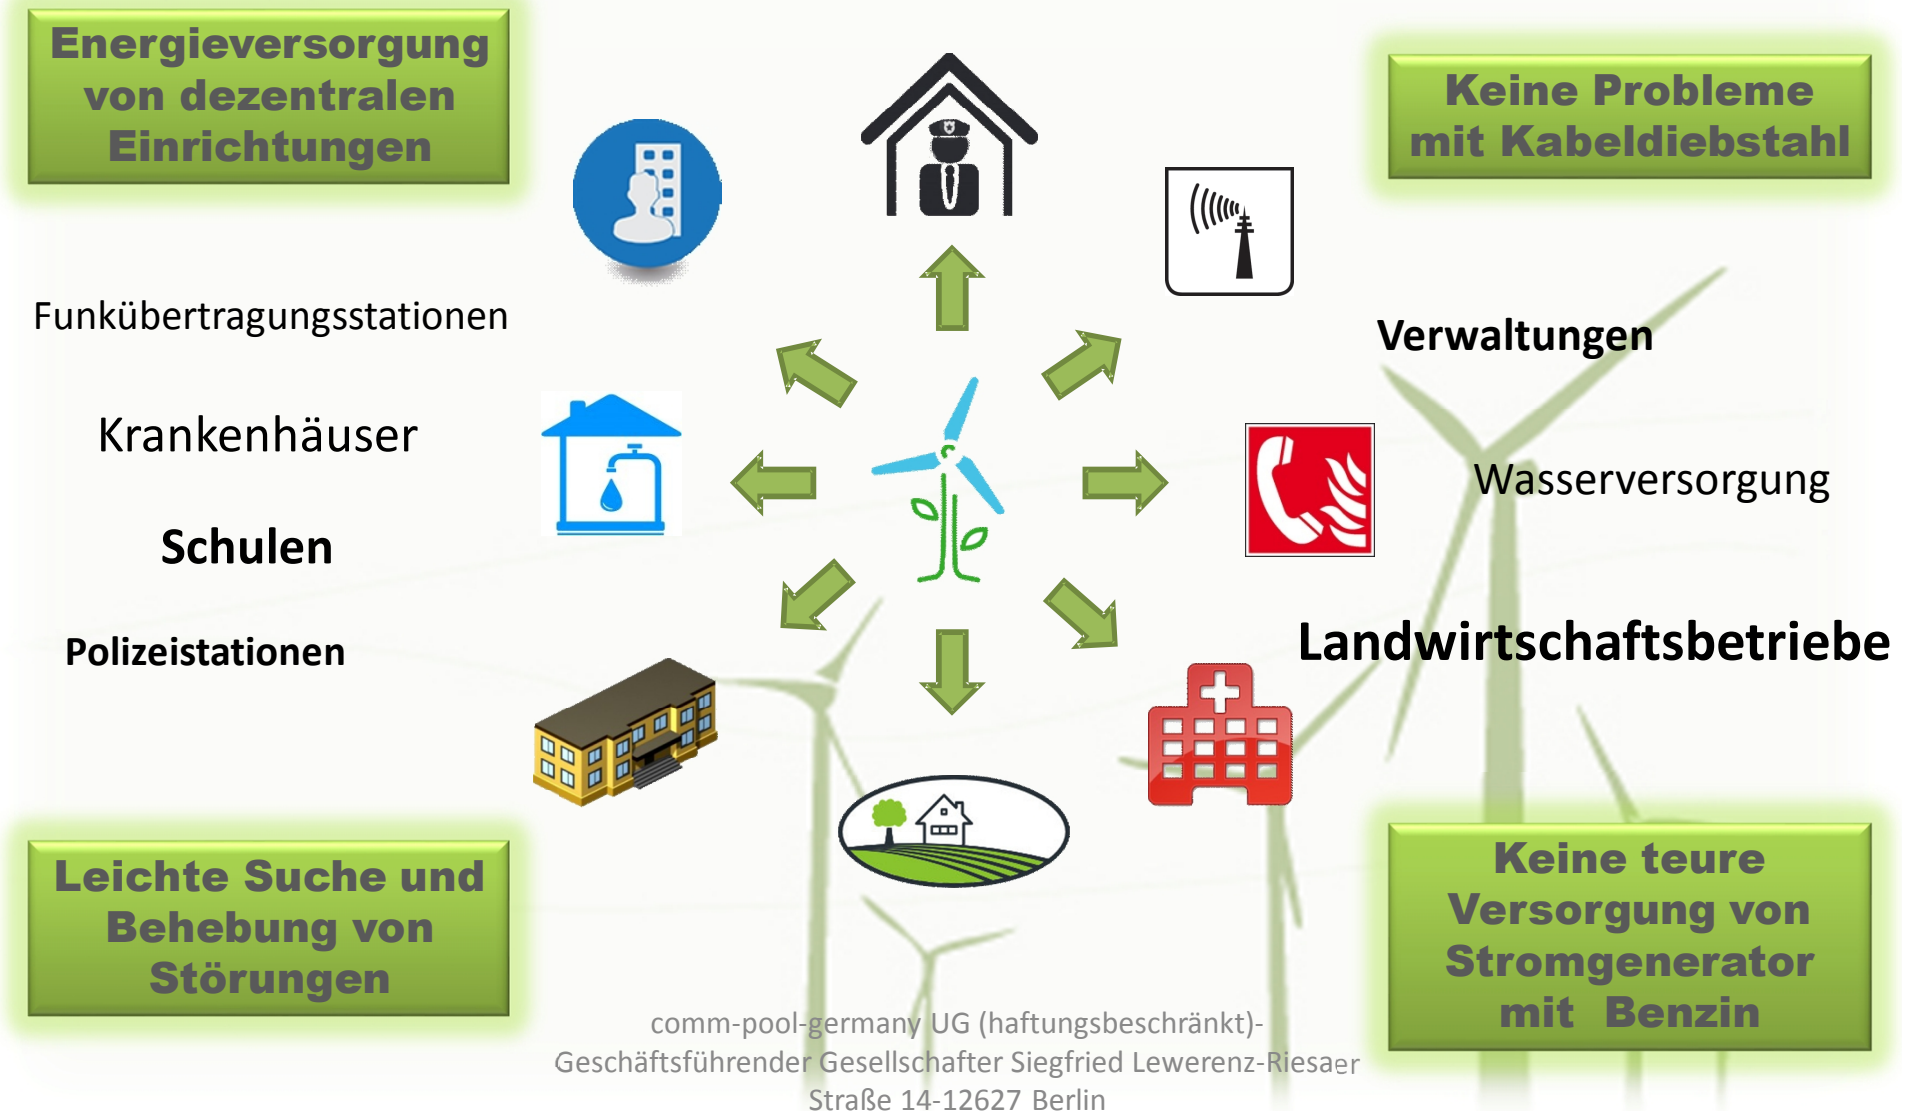 Energieversorgung
von dezentralen
Einrichtungen
Keine Probleme
mit Kabeldiebstahl
Funkübertragungsstationen
Krankenhäuser
Schulen
Polizeistationen
Verwaltungen
Wasserversorgung
Landwirtschaftsbetriebe
Leichte Suche und
Behebung von
Störungen
Keine teure
Versorgung von
Stromgenerator
mit Benzin
comm-pool-germany UG (haftungsbeschränkt)-
Geschäftsführender Gesellschafter Siegfried Lewerenz-Riesaer
Straße 14-12627 Berlin